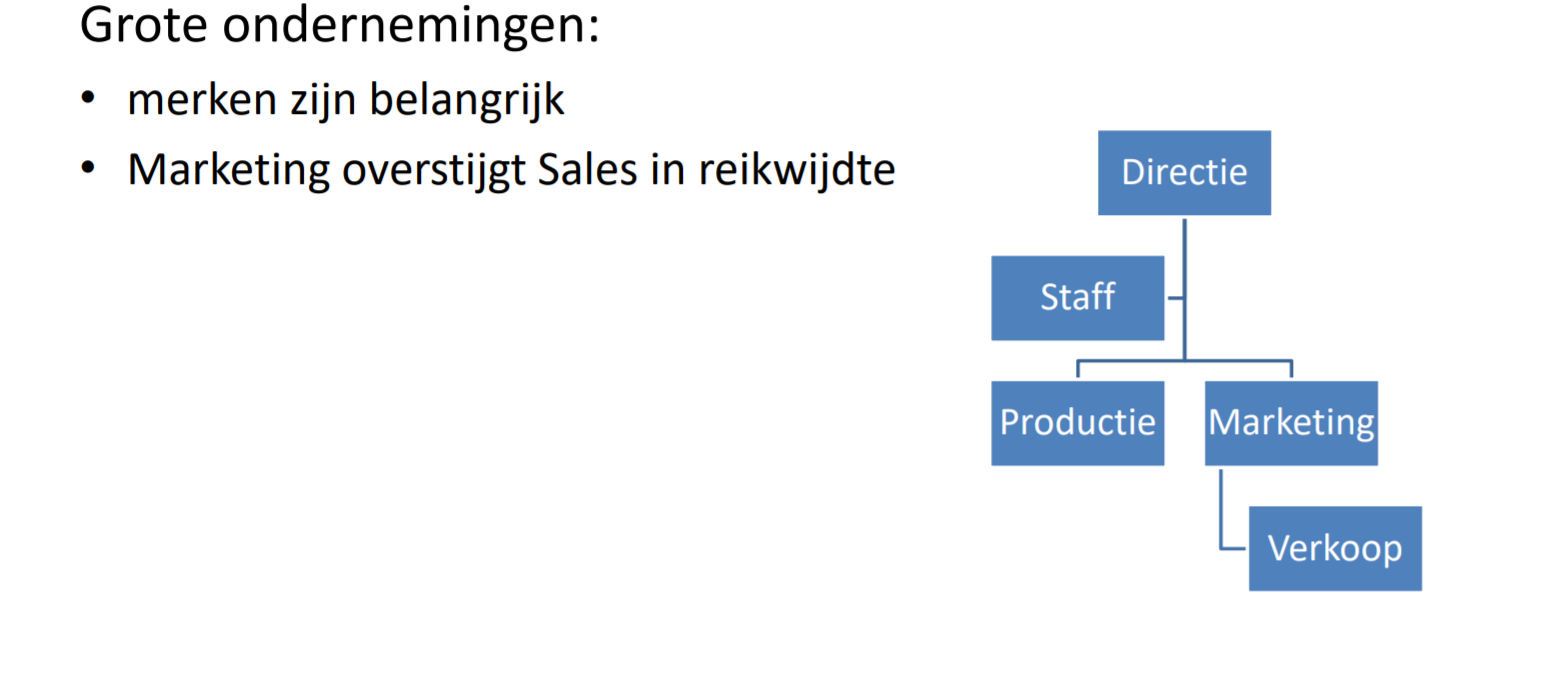 Grote ondernemingen:
• merken zijn belangrijk
• Marketing overstijgt Sales in reikwijdte
Directie
Staff
Productie
Marketing
Verkoop